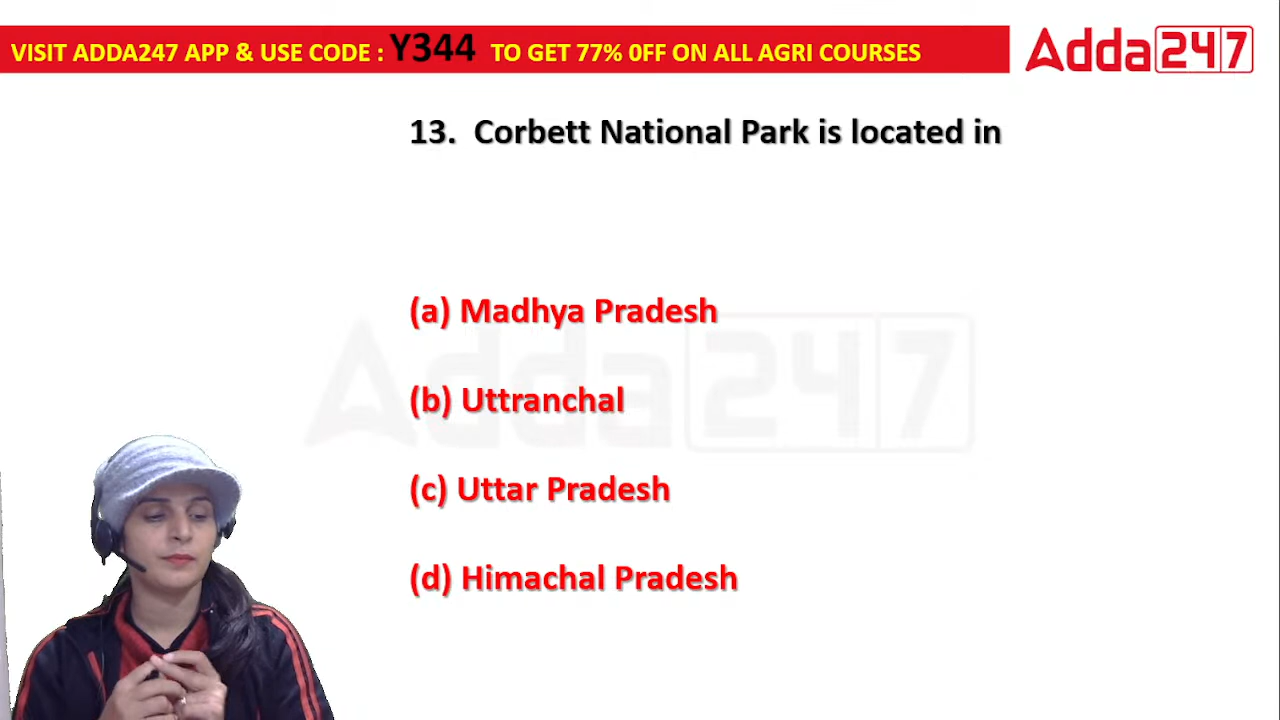 VISIT ADDA247 APP & USE CODE : Y344 TO GET 77% 0FF ON ALL AGRI COURSES
Adda247
13. Corbett National Park is located in
(a) Madhya Pradesh
(b) Uttranchal
(c) Uttar Pradesh
(d) Himachal Pradesh
Adda247